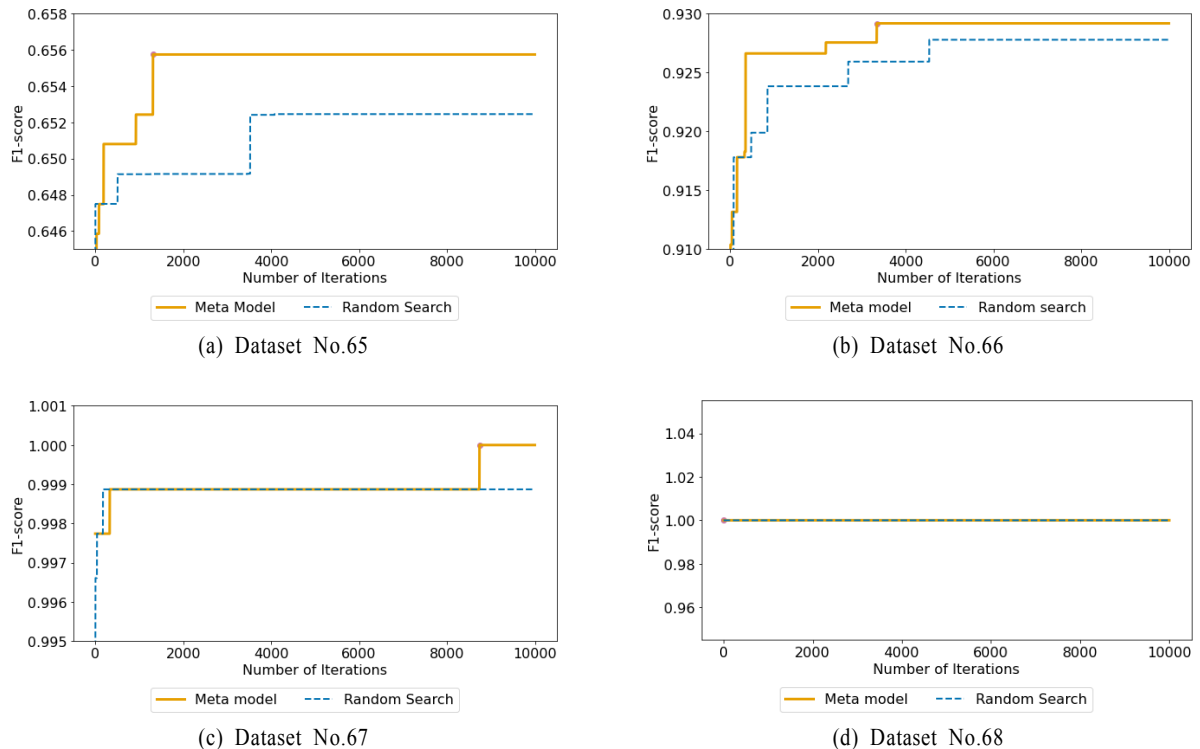 0.658
0.656
0.654
0.652
0.650
0.648
0.646
F1-score
0 2000 4000 6000 8000 10000
Number of Iterations
Meta Model Random Search
(a) Dataset No.65
0.930
0.925
0.920
0.915
0.910
F1-score
0 2000 4000 6000 8000 10000
Number of Iterations
Meta model Random search
(b) Dataset No.66
1.001
1.000
0.999
0.998
0.997
0.996
0.995
F1-score
0 2000 4000 6000 8000 10000
Number of Iterations
Meta model Random Search
(c) Dataset No.67
1.04
1.02
1.00
0.98
0.96
F1-score
0 2000 4000 6000 8000 10000
Number of Iterations
Meta model Random Search
(d) Dataset No.68